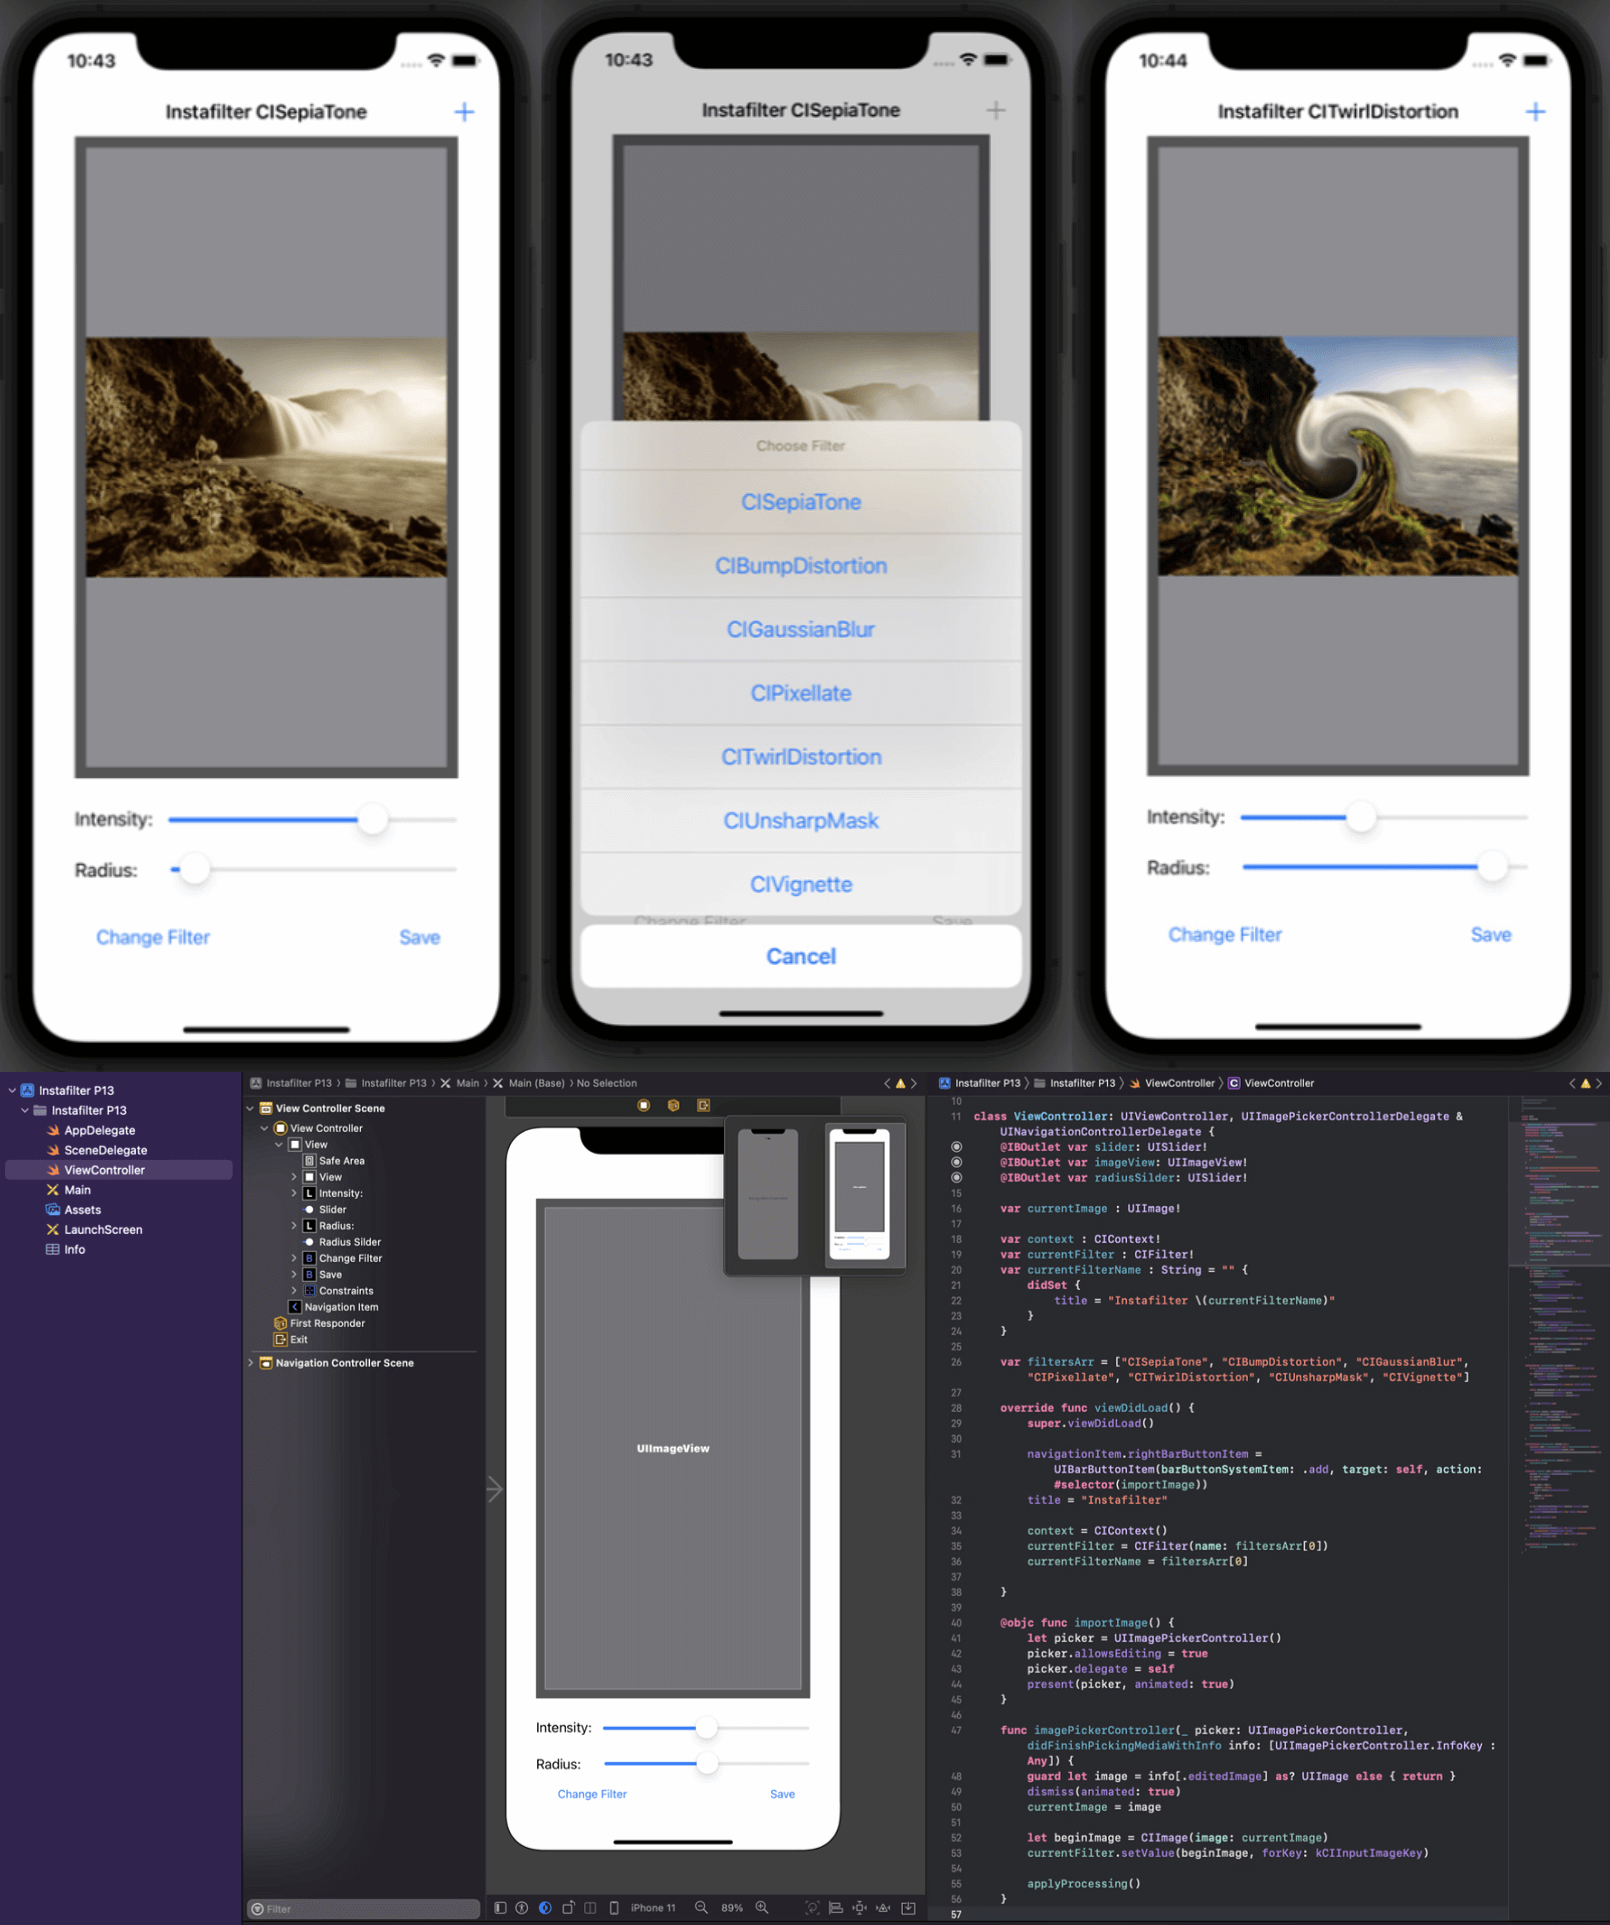 10:43
Instafilter CISepiaTone
Intensity:
Radius:
Change Filter
Save
10:43
Instafilter CISepiaTone
Choose Filter
CISepiaTone
CIBumpDistortion
CIGaussianBlur
CIPixellate
CITwirlDistortion
CIUnsharpMask
CIVignette
Change Filter
Save
Cancel
10:44
Instafilter CITwirlDistortion
Intensity:
Radius:
Change Filter
Save
Instafilter P13
Instafilter P13
AppDelegate
SceneDelegate
ViewController
Main
Assets
LaunchScreen
Info
Instafilter P13 Instafilter P13 Main Main (Base) No Selection
View Controller Scene
View Controller
View
Safe Area
View
L Intensity:
Slider
L Radius:
Radius Silder
B Change Filter
B Save
Constraints
Navigation Item
First Responder
Exit
Navigation Controller Scene
Filter
UIImageView
Intensity:
Radius:
Change Filter
Save
iPhone 11
89%
Instafilter P13 Instafilter P13 ViewController C ViewController
10
11 class ViewController: UIViewController, UIImagePickerControllerDelegate &
UINavigationControllerDelegate {
@IBOutlet var slider: UISlider!
@IBOutlet var imageView: UIImageView!
@IBOutlet var radiusSilder: UISlider!
15
16 var currentImage : UIImage!
17
18 var context : CIContext!
19 var currentFilter : CIFilter!
20 var currentFilterName : String = "" {
21 didSet {
22 title = "Instafilter \(currentFilterName)"
23 }
24 }
25
26 var filtersArr = ["CISepiaTone", "CIBumpDistortion", "CIGaussianBlur",
"CIPixellate", "CITwirlDistortion", "CIUnsharpMask", "CIVignette"]
27
28 override func viewDidLoad() {
29 super.viewDidLoad()
30
31 navigationItem.rightBarButtonItem =
UIBarButtonItem(barButtonSystemItem: .add, target: self, action:
#selector(importImage))
32 title = "Instafilter"
33
34 context = CIContext()
35 currentFilter = CIFilter(name: filtersArr[0])
36 currentFilterName = filtersArr[0]
37
38 }
39
40 @objc func importImage() {
41 let picker = UIImagePickerController()
42 picker.allowsEditing = true
43 picker.delegate = self
44 present(picker, animated: true)
45 }
46
47 func imagePickerController(_ picker: UIImagePickerController,
didFinishPickingMediaWithInfo info: [UIImagePickerController.InfoKey :
Any]) {
48 guard let image = info[.editedImage] as? UIImage else { return }
49 dismiss(animated: true)
50 currentImage = image
51
52 let beginImage = CIImage(image: currentImage)
53 currentFilter.setValue(beginImage, forKey: kCIInputImageKey)
54
55 applyProcessing()
56 }
57